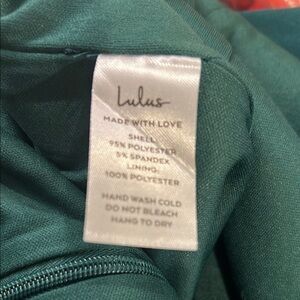 Lulus
MADE WITH LOVE
SHELL
95% POLYESTER
5% SPANDEX
LINING
100% POLYESTER
HAND WASH COLD
DO NOT BLEACH
HANG TO DRY